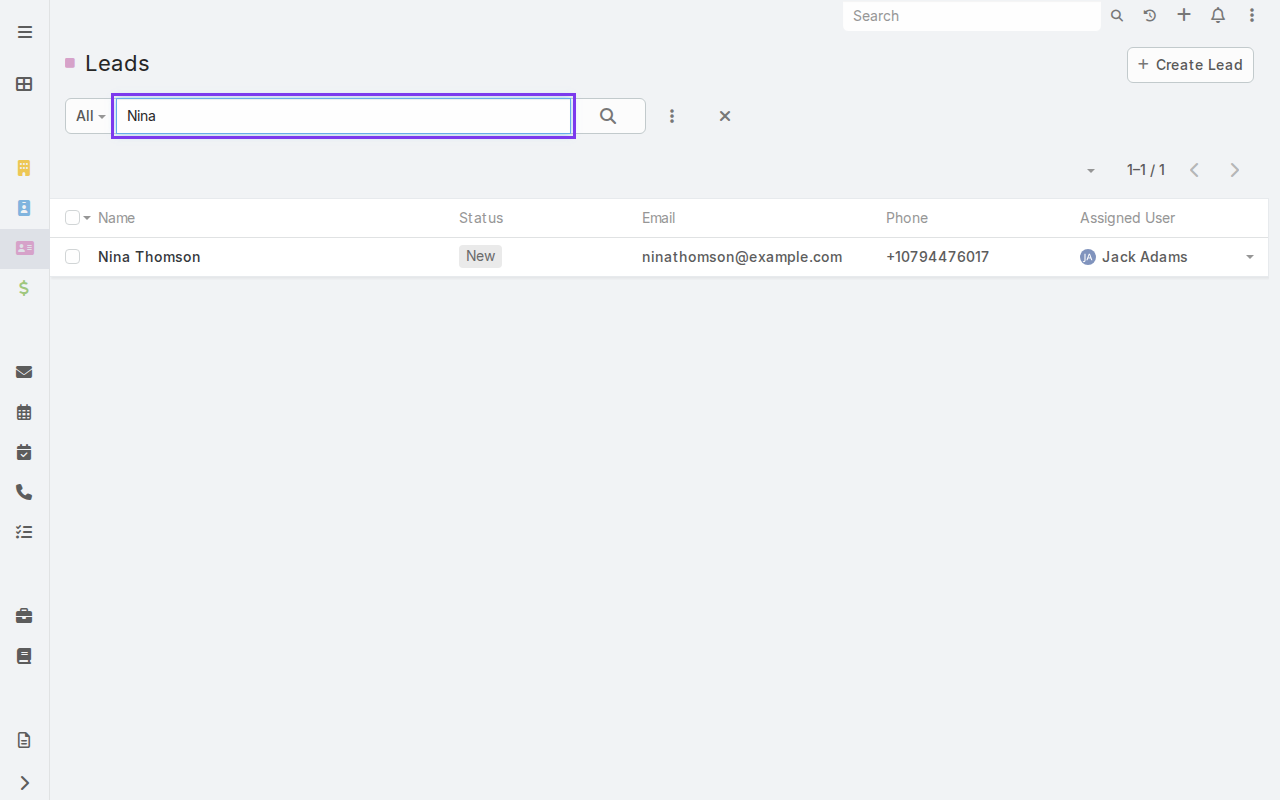 Search
Leads
+ Create Lead
All
Nina
1–1 / 1
Name Status Email Phone Assigned User
Nina Thomson New ninathomson@example.com +10794476017 JA Jack Adams